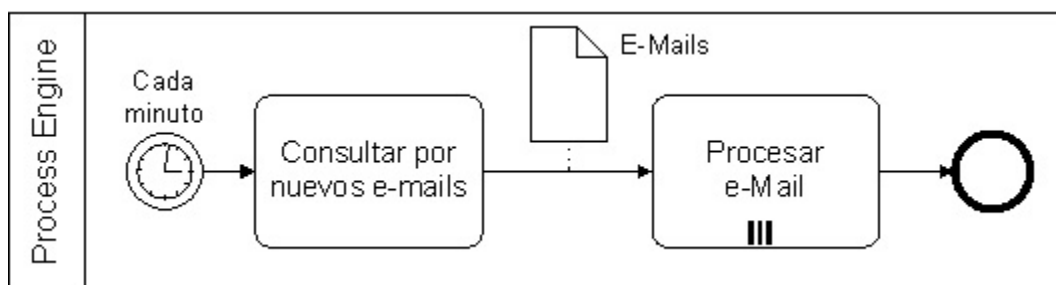 Process Engine
Cada
minuto
Consultar por
nuevos e-mails
E-Mails
Procesar
e-Mail